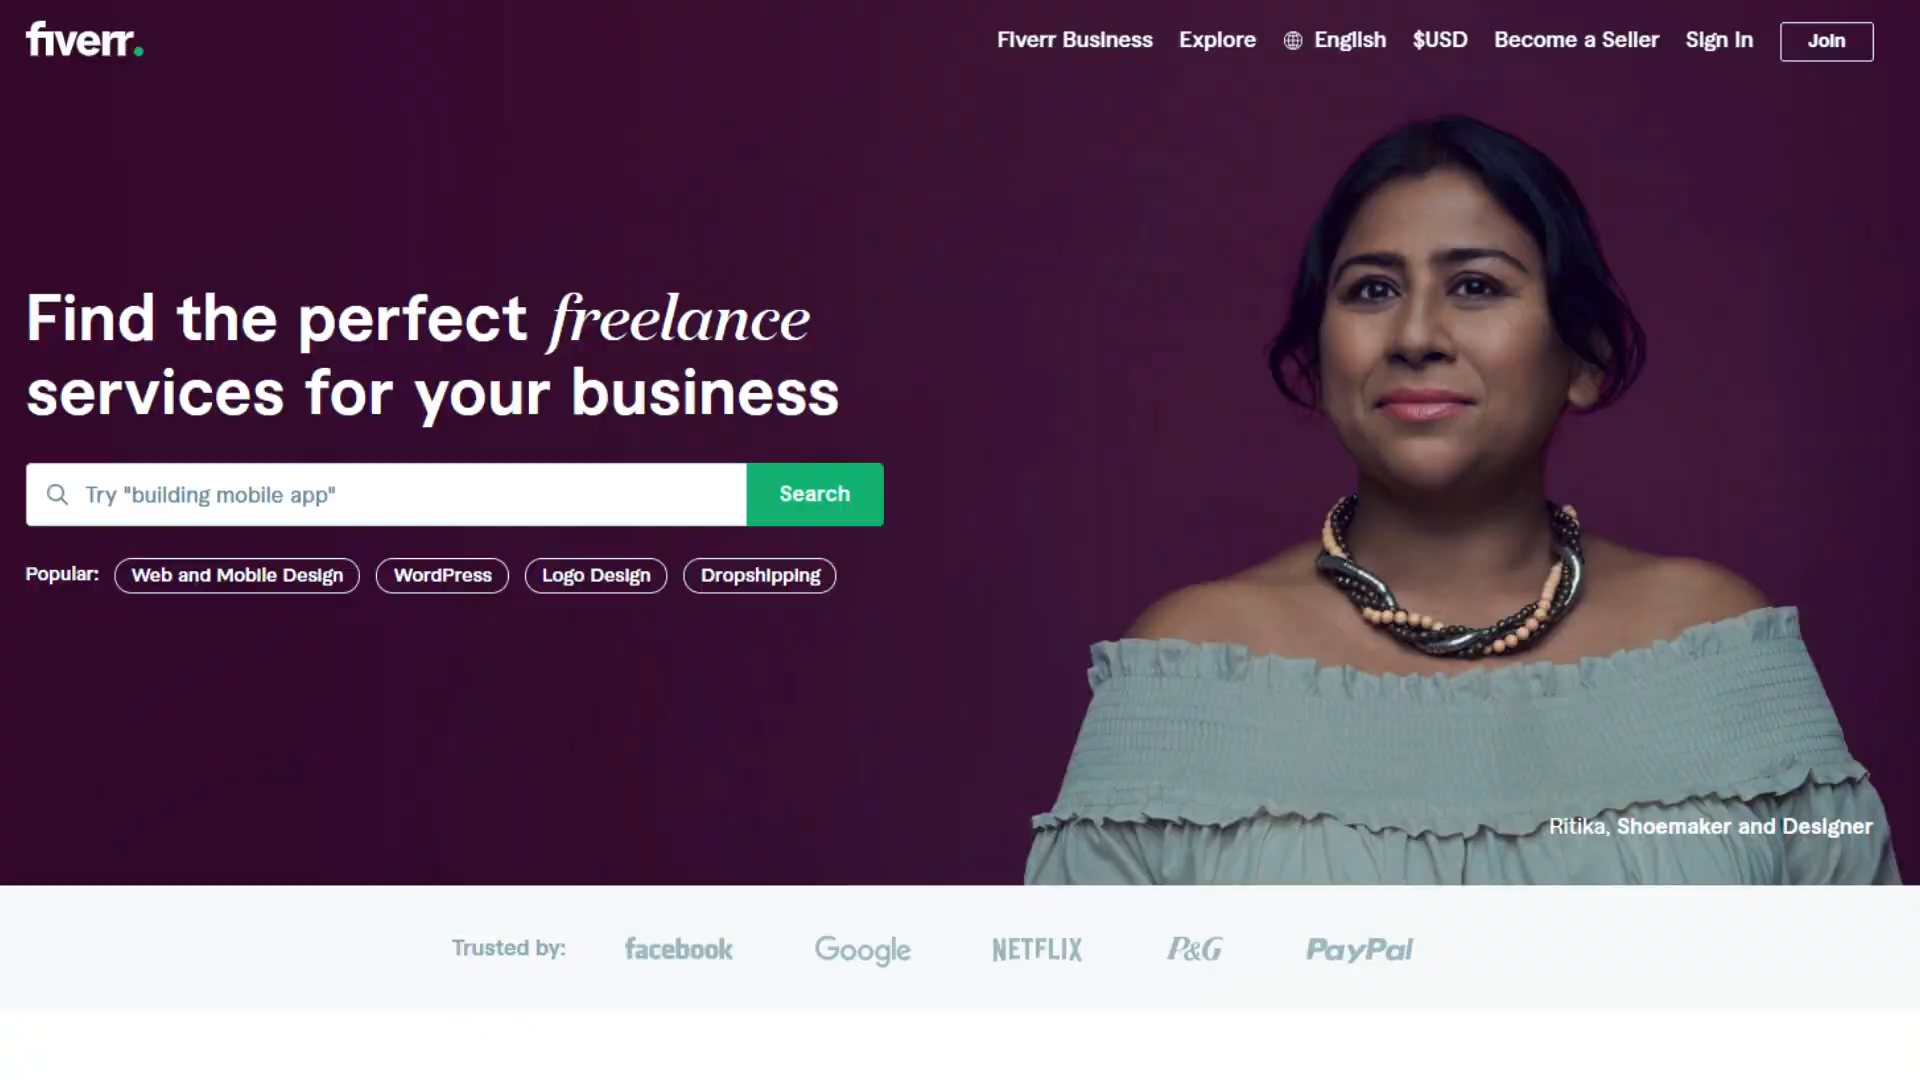 fiverr.
Fiverr Business Explore English $USD Become a Seller Sign In Join
Find the perfect freelance
services for your business
Try "building mobile app" Search
Popular: Web and Mobile Design WordPress Logo Design Dropshipping
Ritika, Shoemaker and Designer
Trusted by: facebook Google NETFLIX P&G PayPal